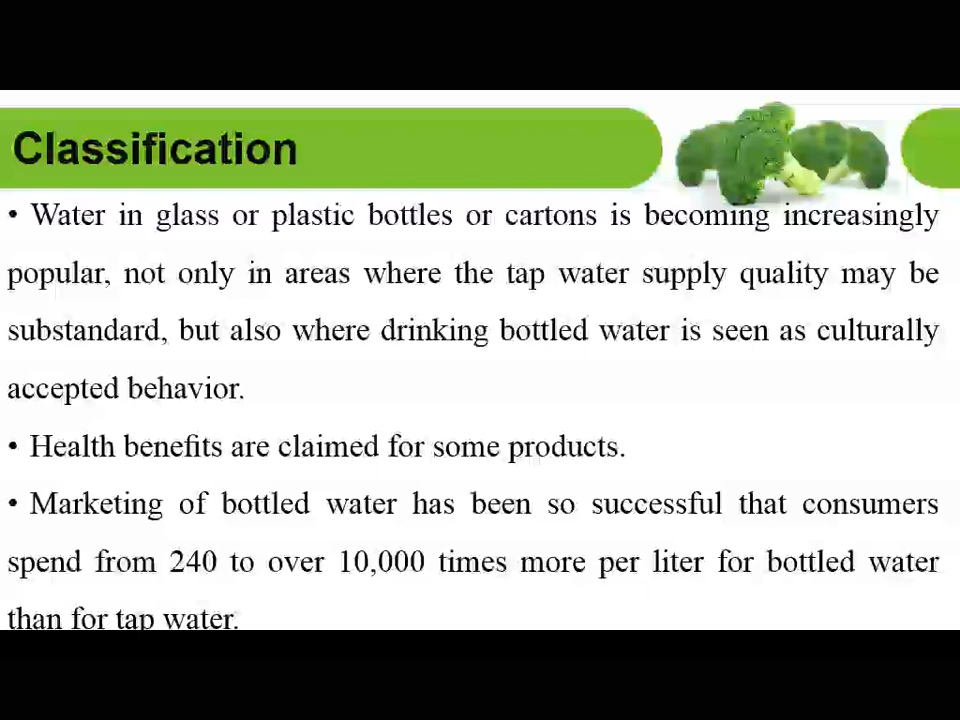 Classification
• Water in glass or plastic bottles or cartons is becoming increasingly
popular, not only in areas where the tap water supply quality may be
substandard, but also where drinking bottled water is seen as culturally
accepted behavior.
• Health benefits are claimed for some products.
• Marketing of bottled water has been so successful that consumers
spend from 240 to over 10,000 times more per liter for bottled water
than for tap water.